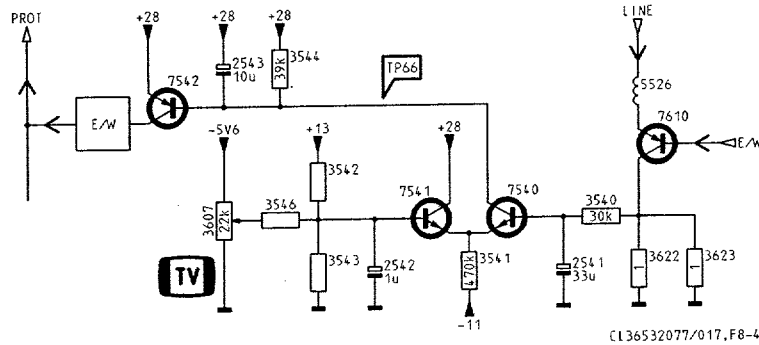 PROT
+28
+28
+28
LINE
7542
2543
10u
39k
3544
TP66
5526
7610
E/W
E/W
-5V6
+13
+28
3542
7541
7540
3540
30k
3607
22k
3546
3543
2542
1u
470k
3541
2541
33u
1
3622
1
3623
TV
-11
CL36532077/017,F8-4